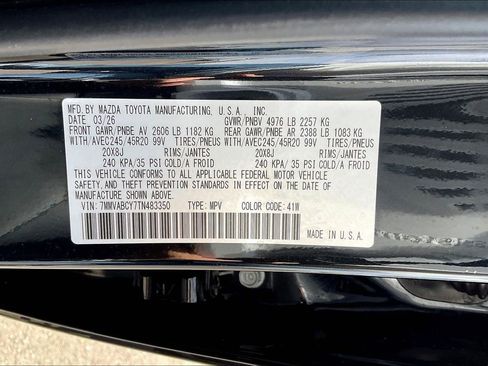 MFD. BY MAZDA TOYOTA MANUFACTURING, U.S.A., INC.
DATE 03/26 GVWR/PNBV 4976 LB 2257 KG
FRONT GAWR/PNBE AV 2606 LB 1182 KG REAR GAWR/PNBE AR 2388 LB 1083 KG
WITH/AVEC245/45R20 99V TIRES/PNEUS WITH/AVEC245/45R20 99V TIRES/PNEUS
20X8J RIMS/JANTES 20X8J RIMS/JANTES
240 KPA/ 35 PSI COLD/A FROID 240 KPA/ 35 PSI COLD/A FROID
THIS VEHICLE CONFORMS TO ALL APPLICABLE FEDERAL MOTOR VEHICLE
SAFETY, AND THEFT PREVENTION STANDARDS IN EFFECT ON THE DATE OF
MANUFACTURE SHOWN ABOVE.
VIN: 7MMVABCY7TN483350 TYPE: MPV COLOR CODE: 41W
MADE IN U.S.A.